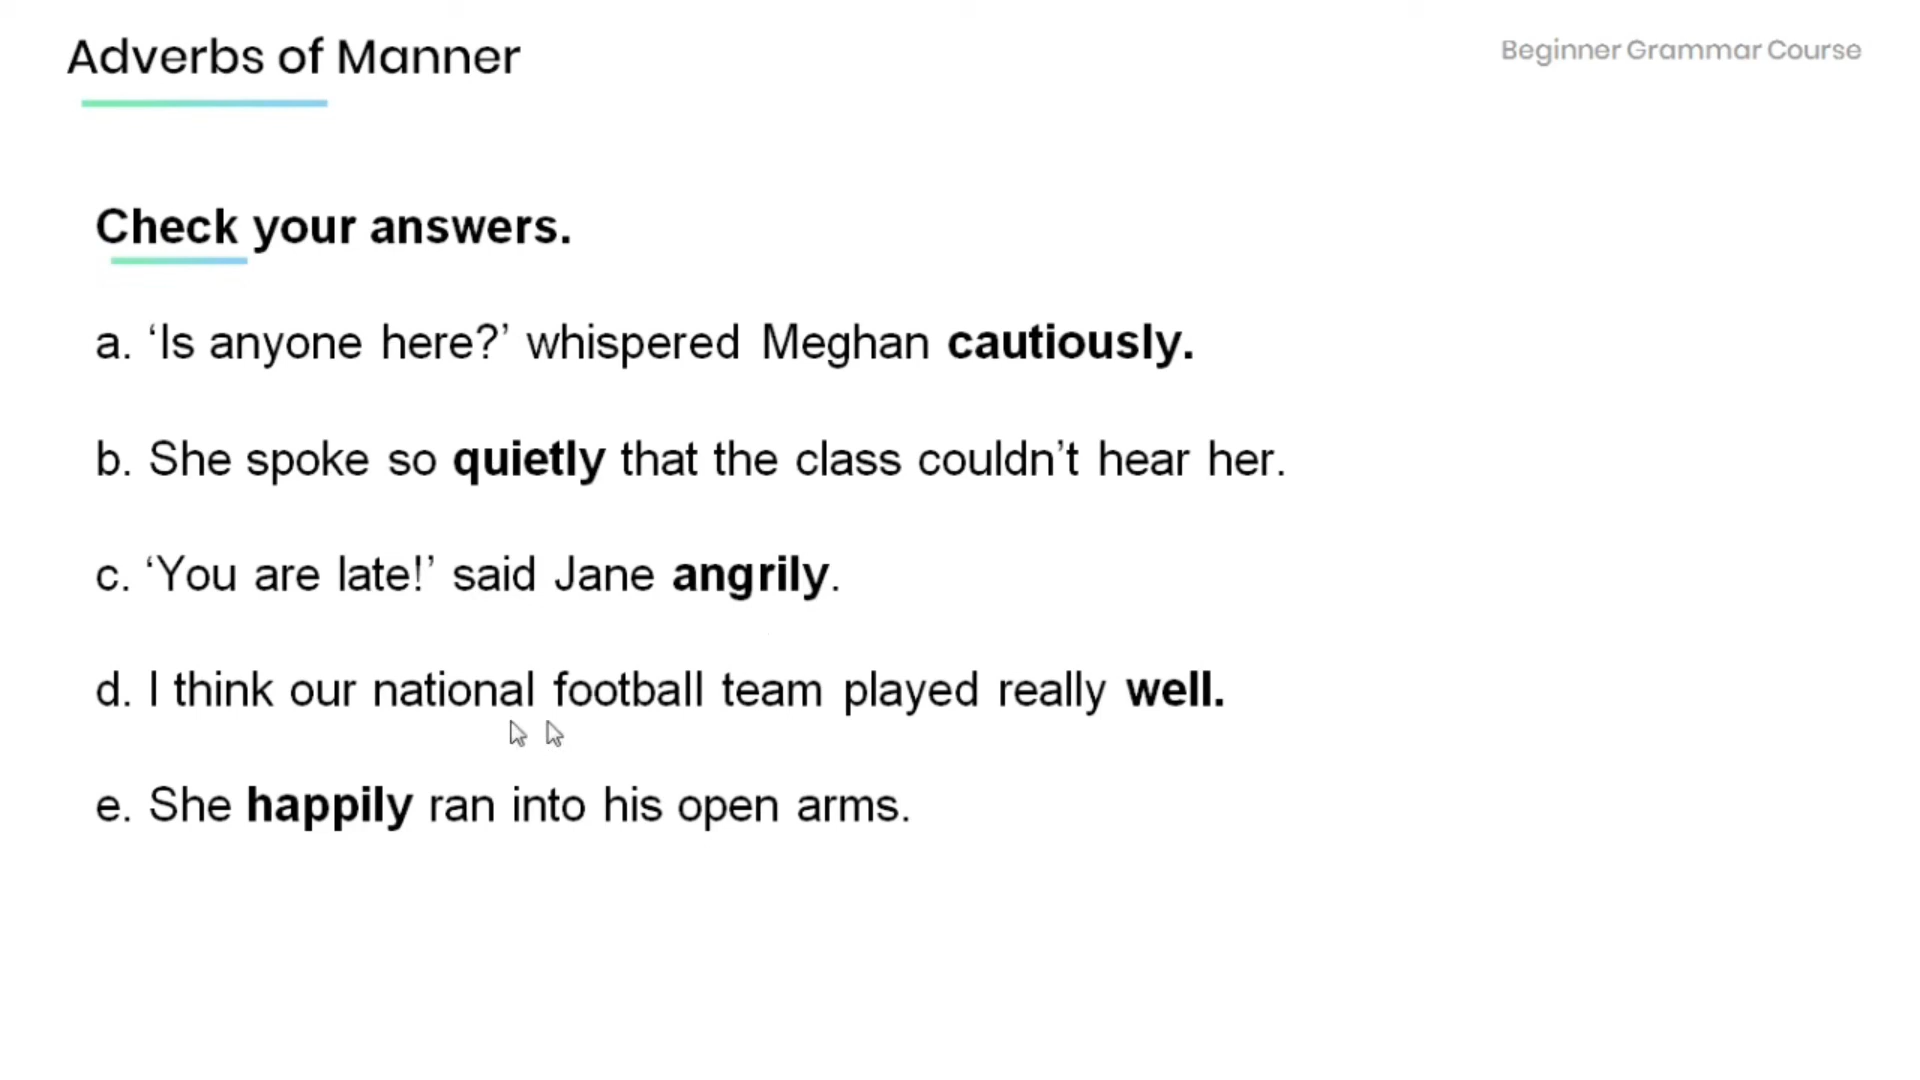 Adverbs of Manner
Beginner Grammar Course
Check your answers.
a. ‘Is anyone here?’ whispered Meghan cautiously.
b. She spoke so quietly that the class couldn’t hear her.
c. ‘You are late!’ said Jane angrily.
d. I think our national football team played really well.
e. She happily ran into his open arms.